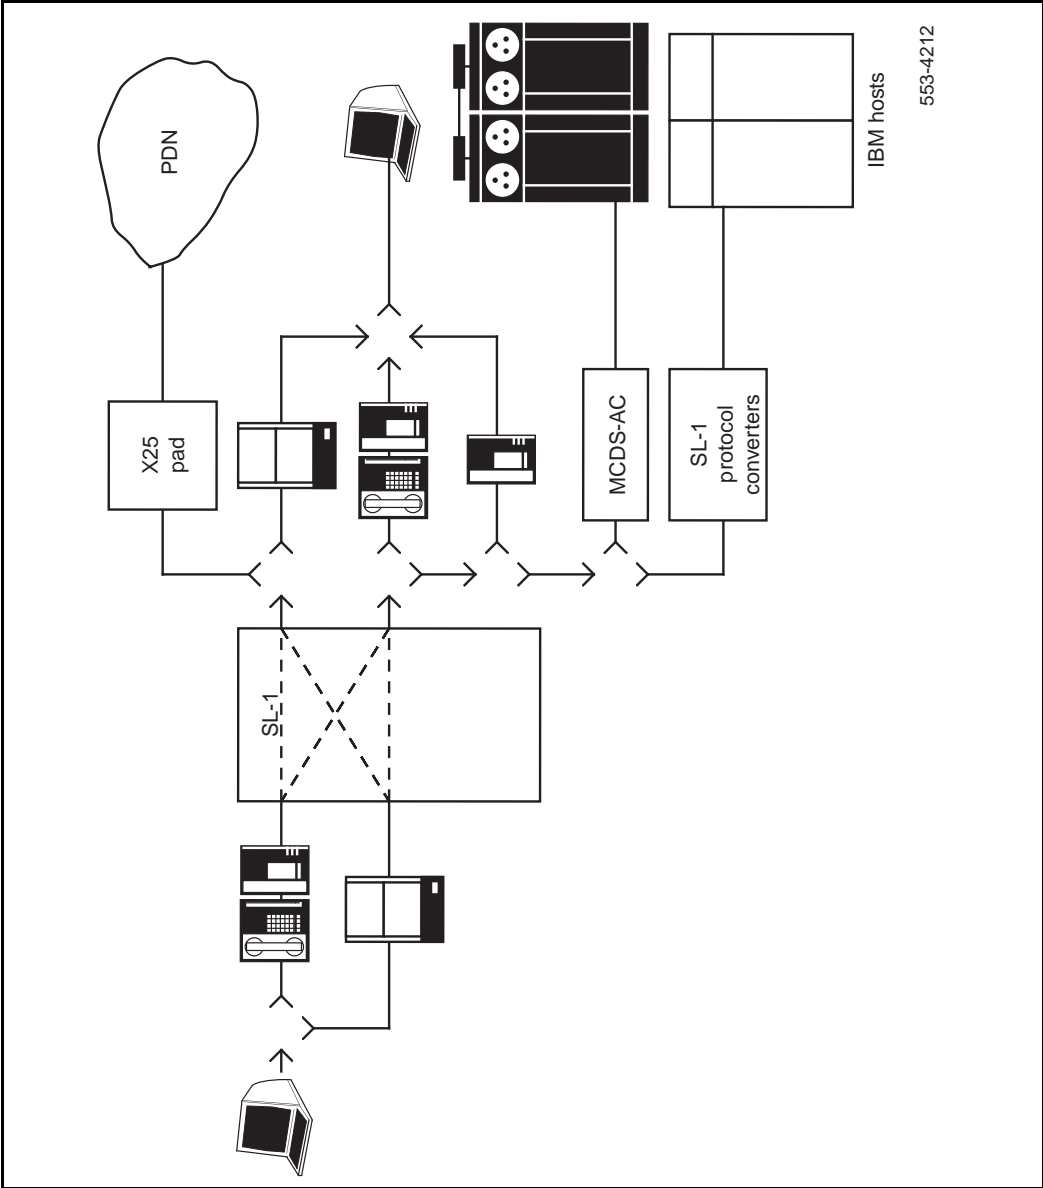 PDN
X25
pad
SL-1
MCDS-AC
SL-1
protocol
converters
IBM hosts
553-4212